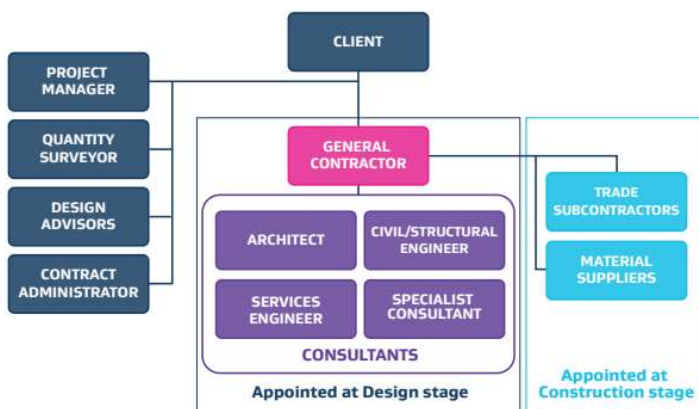 CLIENT
PROJECT
MANAGER
QUANTITY
SURVEYOR
DESIGN
ADVISORS
CONTRACT
ADMINISTRATOR
GENERAL
CONTRACTOR
ARCHITECT
CIVIL/STRUCTURAL
ENGINEER
SERVICES
ENGINEER
SPECIALIST
CONSULTANT
CONSULTANTS
Appointed at Design stage
TRADE
SUBCONTRACTORS
MATERIAL
SUPPLIERS
Appointed at
Construction stage